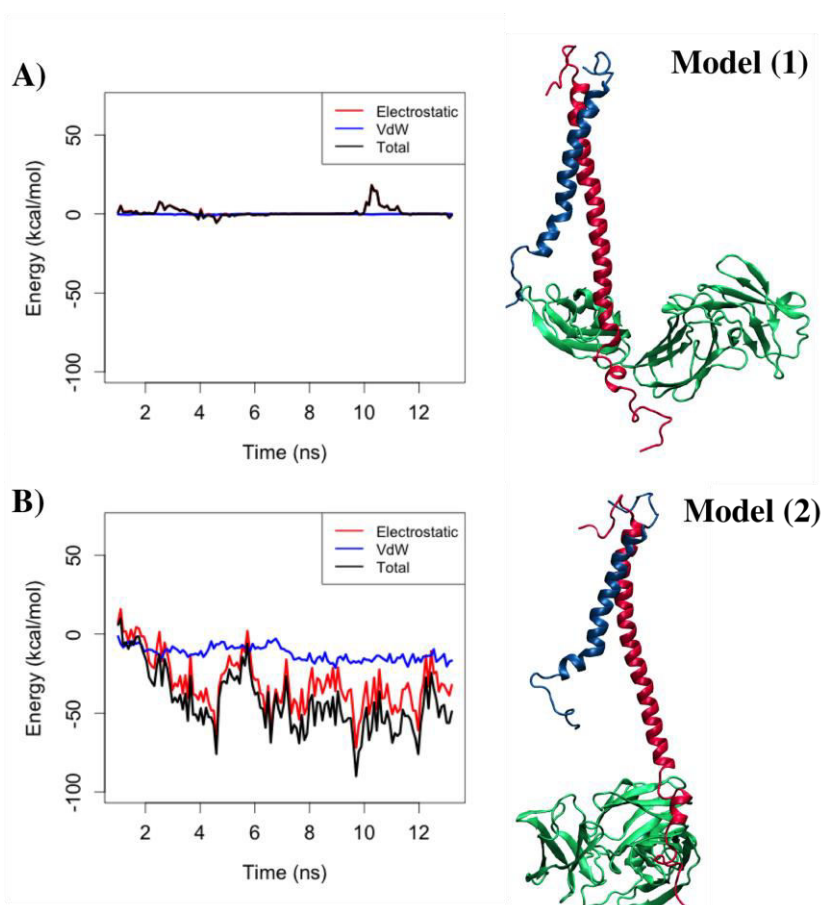 A)
Model (1)
Electrostatic
VdW
Total
50
0
-50
-100
Energy (kcal/mol)
2 4 6 8 10 12
Time (ns)
B)
Model (2)
Electrostatic
VdW
Total
50
0
-50
-100
Energy (kcal/mol)
2 4 6 8 10 12
Time (ns)